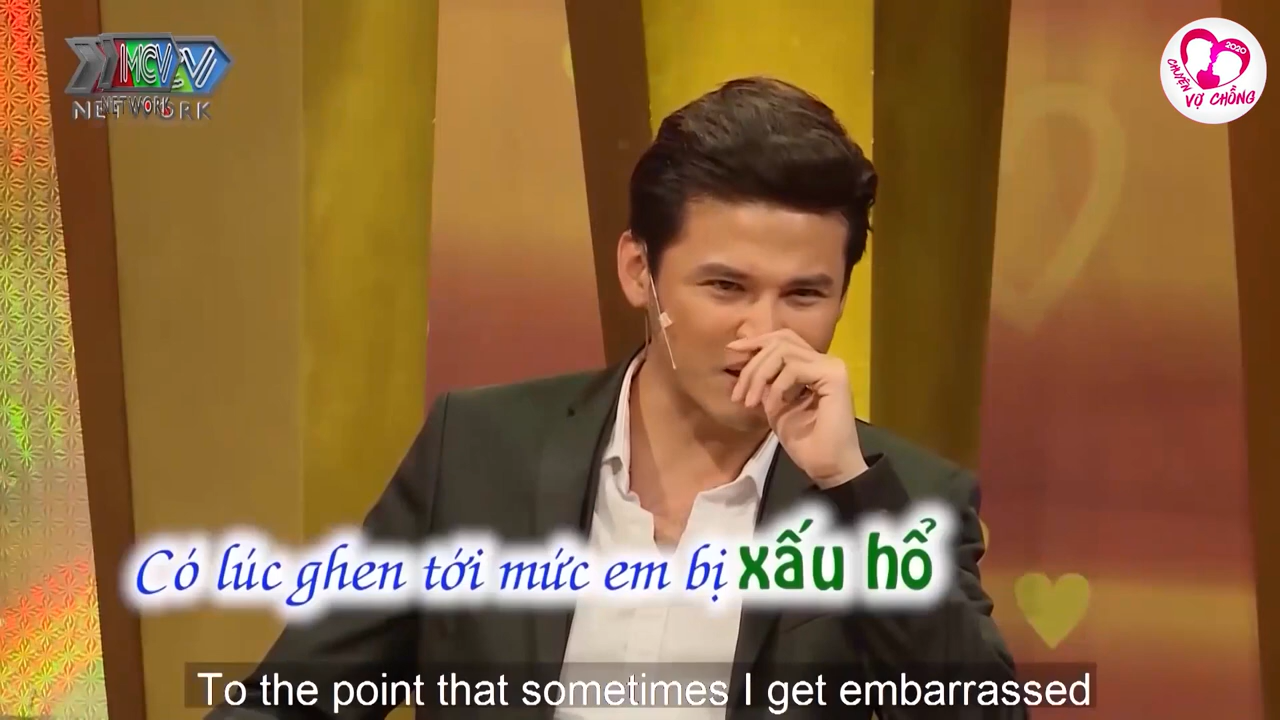 MCV
NETWORK
2020
CHUYỆN
VỢ CHỒNG
Có lúc ghen tới mức em bị xấu hổ
To the point that sometimes I get embarrassed